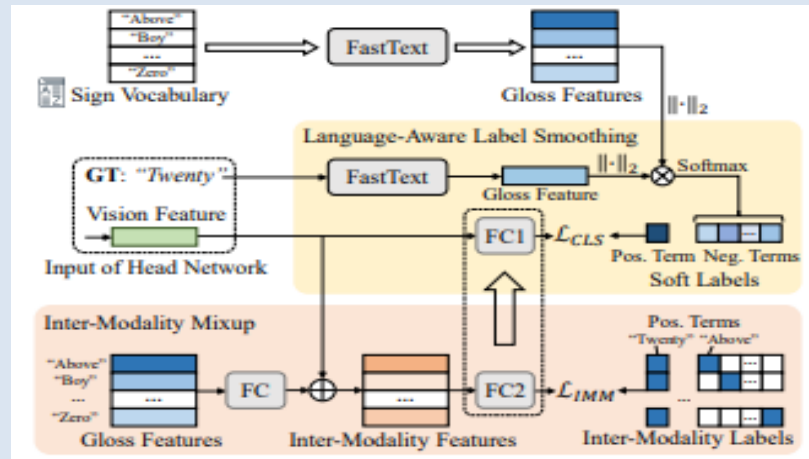 "Above"
"Boy"
...
"Zero"
Sign Vocabulary
FastText
Gloss Features
||·||₂
Language-Aware Label Smoothing
GT: "Twenty"
FastText
Gloss Feature
||·||₂
Softmax
Vision Feature
Input of Head Network
FC1
ℒCLS
Pos. Term
Neg. Terms
Soft Labels
Inter-Modality Mixup
"Above"
"Boy"
...
"Zero"
Gloss Features
FC
Inter-Modality Features
FC2
ℒIMM
Pos. Terms
"Twenty" "Above"
...
Inter-Modality Labels